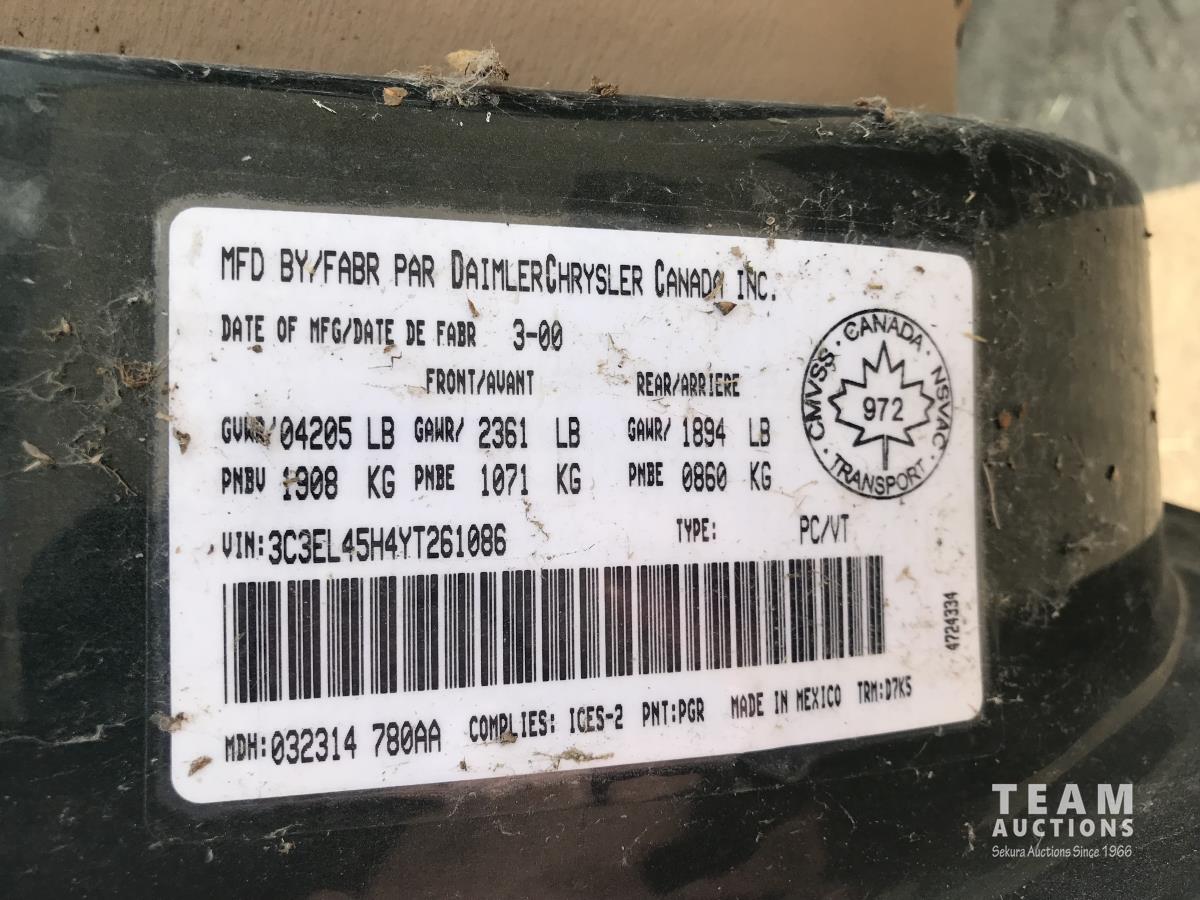 MFD BY/FABR PAR DAIMLERCHRYSLER CANADA INC.
DATE OF MFG/DATE DE FABR 3-00
FRONT/AVANT REAR/ARRIERE
GVWR/04205 LB GAWR/ 2361 LB GAWR/ 1894 LB
PNBV 1908 KG PNBE 1071 KG PNBE 0860 KG
VIN:3C3EL45H4YT261086 TYPE: PC/VT
CMVSS · CANADA · NSVAC · TRANSPORT ·
972
4724334
MDH:032314 780AA COMPLIES: ICES-2 PNT:PGR MADE IN MEXICO TRM:D7K5
TEAM
AUCTIONS
Sekura Auctions Since 1966